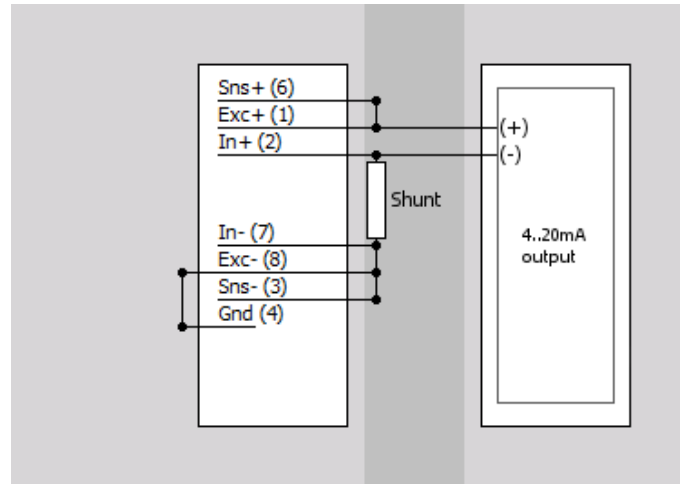 Sns+ (6)
Exc+ (1)
In+ (2)
(+)
(-)
Shunt
In- (7)
Exc- (8)
Sns- (3)
Gnd (4)
4..20mA
output